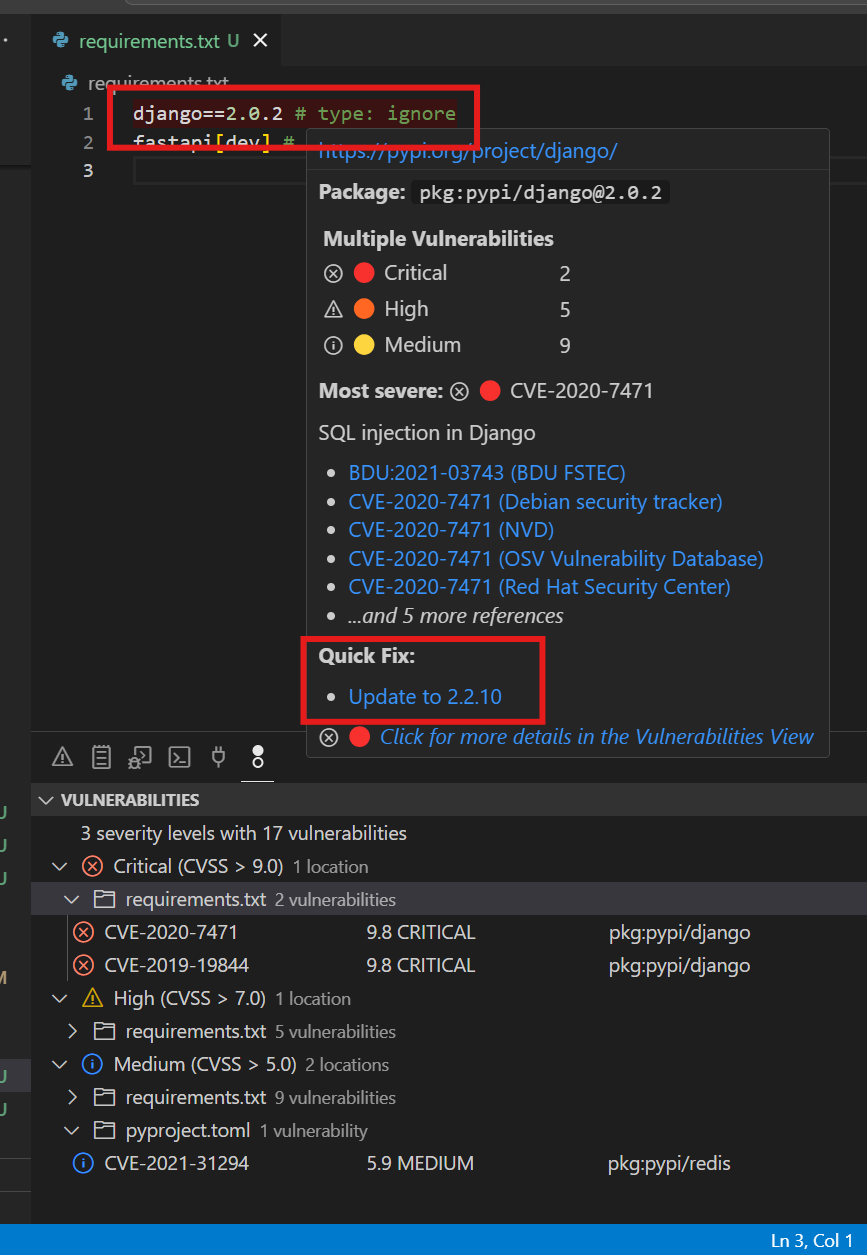 requirements.txt U
requirements.txt
1 django==2.0.2 # type: ignore
2 fastapi[dev] #
3
https://pypi.org/project/django/
Package: pkg:pypi/django@2.0.2
Multiple Vulnerabilities
Critical 2
High 5
Medium 9
Most severe: CVE-2020-7471
SQL injection in Django
BDU:2021-03743 (BDU FSTEC)
CVE-2020-7471 (Debian security tracker)
CVE-2020-7471 (NVD)
CVE-2020-7471 (OSV Vulnerability Database)
CVE-2020-7471 (Red Hat Security Center)
...and 5 more references
Quick Fix:
Update to 2.2.10
Click for more details in the Vulnerabilities View
VULNERABILITIES
3 severity levels with 17 vulnerabilities
Critical (CVSS > 9.0) 1 location
requirements.txt 2 vulnerabilities
CVE-2020-7471 9.8 CRITICAL pkg:pypi/django
CVE-2019-19844 9.8 CRITICAL pkg:pypi/django
High (CVSS > 7.0) 1 location
requirements.txt 5 vulnerabilities
Medium (CVSS > 5.0) 2 locations
requirements.txt 9 vulnerabilities
pyproject.toml 1 vulnerability
CVE-2021-31294 5.9 MEDIUM pkg:pypi/redis
Ln 3, Col 1